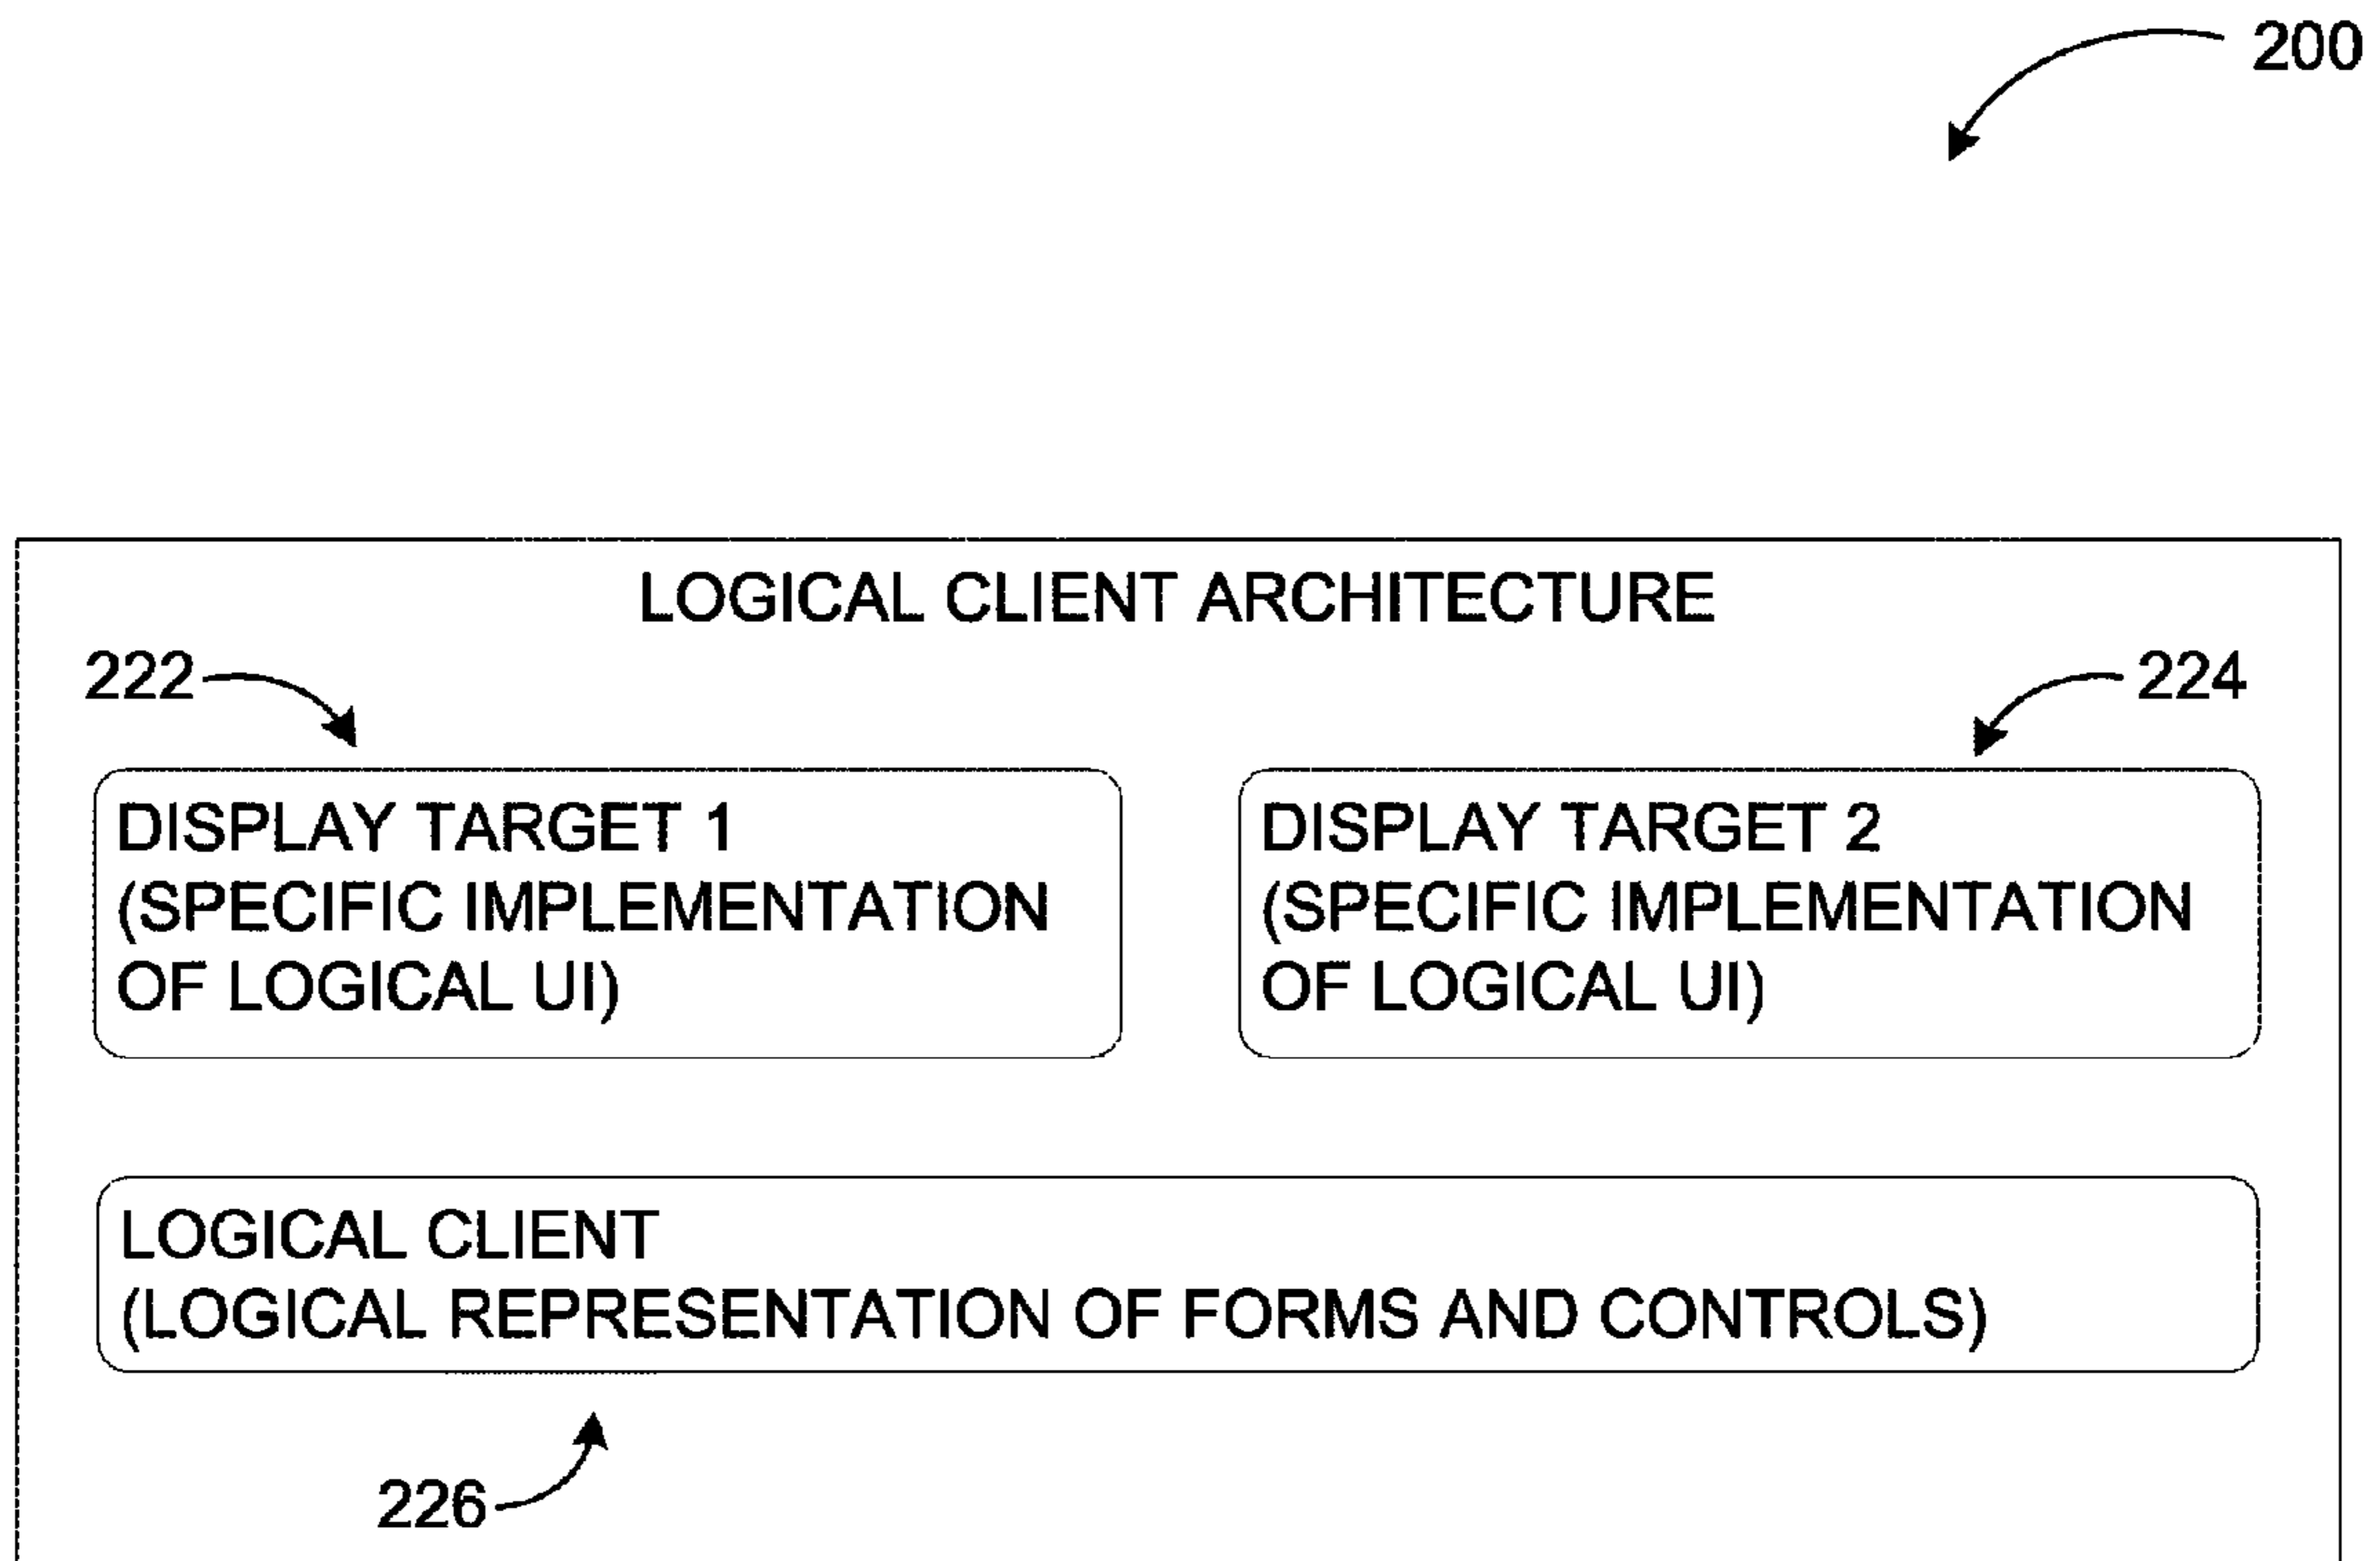 200
LOGICAL CLIENT ARCHITECTURE
222
224
DISPLAY TARGET 1
(SPECIFIC IMPLEMENTATION
OF LOGICAL UI)
DISPLAY TARGET 2
(SPECIFIC IMPLEMENTATION
OF LOGICAL UI)
LOGICAL CLIENT
(LOGICAL REPRESENTATION OF FORMS AND CONTROLS)
226